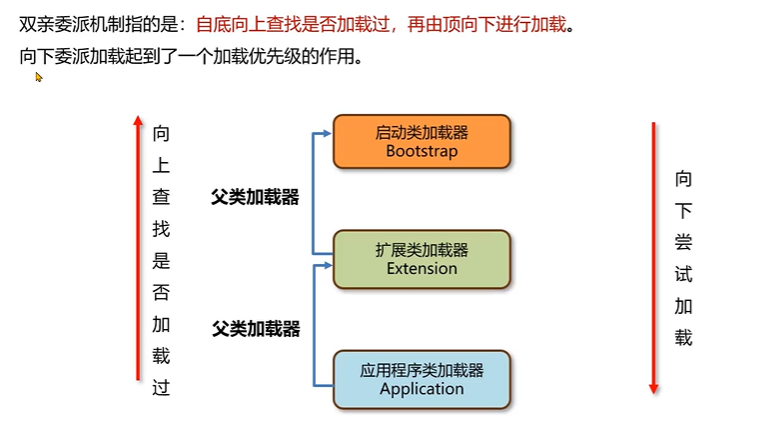 双亲委派机制指的是：自底向上查找是否加载过，再由顶向下进行加载。
向下委派加载起到了一个加载优先级的作用。
向上查找是否加载过
启动类加载器
Bootstrap
父类加载器
扩展类加载器
Extension
父类加载器
应用程序类加载器
Application
向下尝试加载